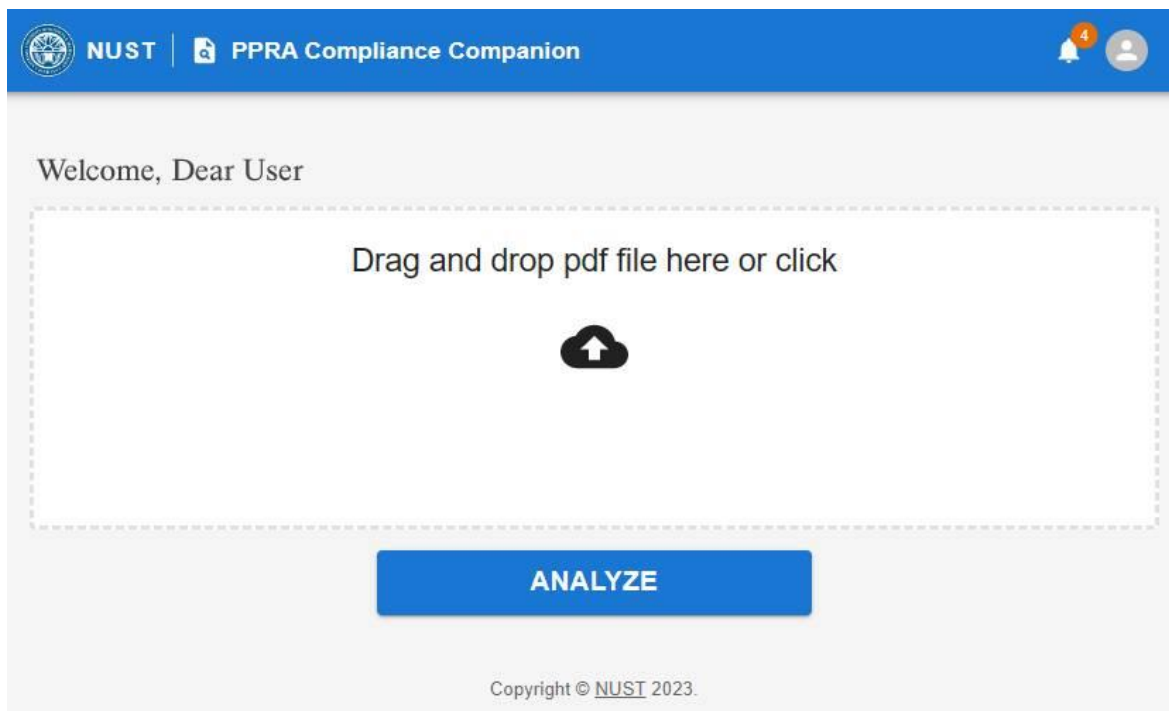 NUST PPRA Compliance Companion 4
Welcome, Dear User
Drag and drop pdf file here or click
ANALYZE
Copyright © NUST 2023.